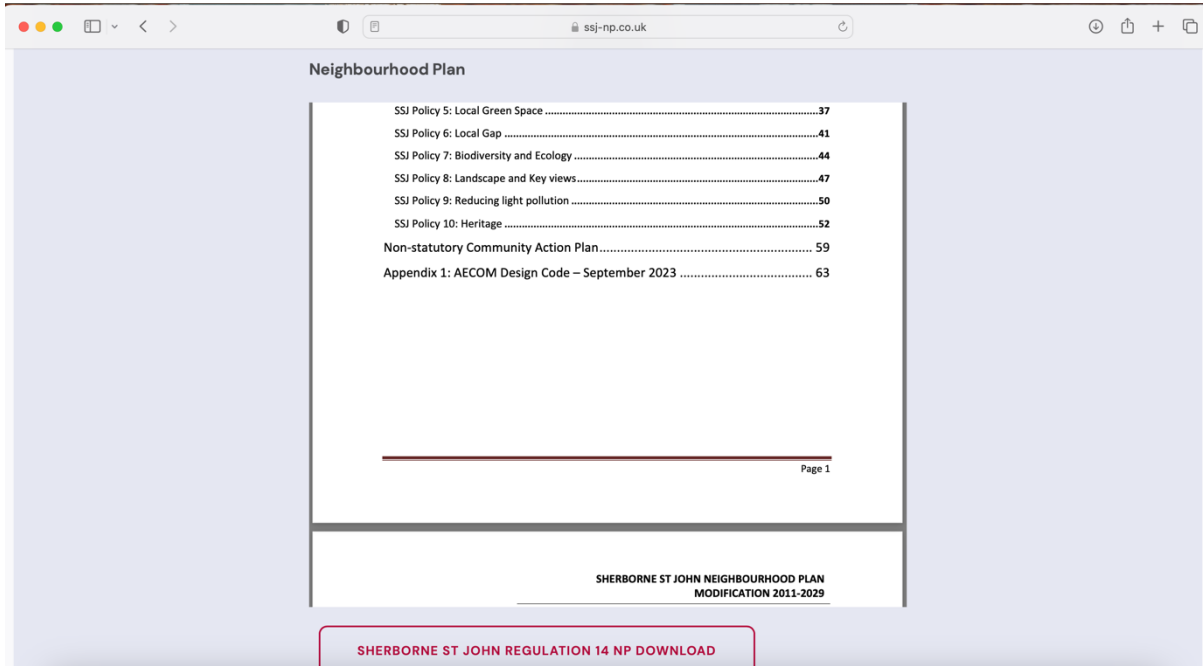 ssj-np.co.uk
Neighbourhood Plan
SSJ Policy 5: Local Green Space ........................................................................................37
SSJ Policy 6: Local Gap ....................................................................................................41
SSJ Policy 7: Biodiversity and Ecology ................................................................................44
SSJ Policy 8: Landscape and Key views...............................................................................47
SSJ Policy 9: Reducing light pollution .................................................................................50
SSJ Policy 10: Heritage ....................................................................................................52
Non-statutory Community Action Plan..................................................... 59
Appendix 1: AECOM Design Code – September 2023 ................................. 63
Page 1
SHERBORNE ST JOHN NEIGHBOURHOOD PLAN
MODIFICATION 2011-2029
SHERBORNE ST JOHN REGULATION 14 NP DOWNLOAD